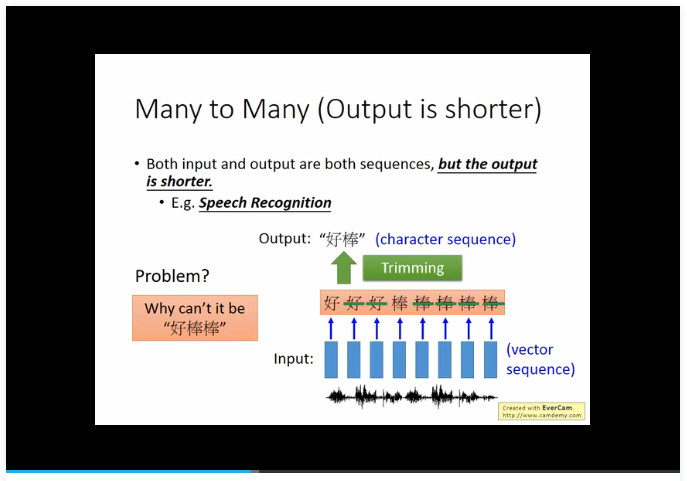 Many to Many (Output is shorter)
• Both input and output are both sequences, but the output
is shorter.
• E.g. Speech Recognition
Output: “好棒” (character sequence)
Trimming
Problem?
Why can’t it be
“好棒棒”
好 好 好 棒 棒 棒 棒 棒
Input:
(vector
sequence)
Created with EverCam.
http://www.camdemy.com